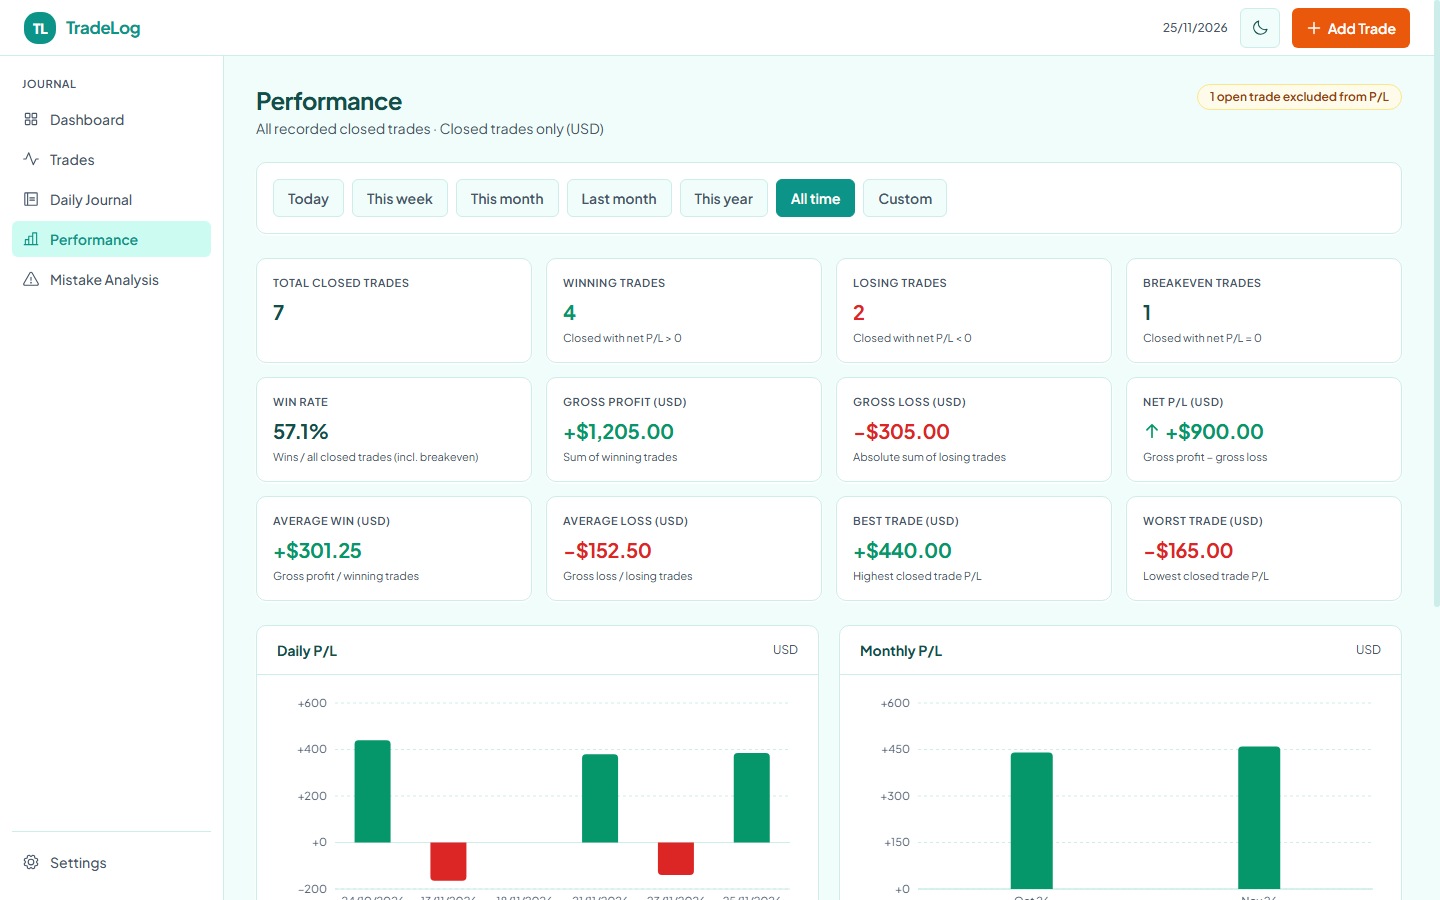 TL TradeLog
25/11/2026
Add Trade
JOURNAL
Dashboard
Trades
Daily Journal
Performance
Mistake Analysis
Settings
Performance
1 open trade excluded from P/L
All recorded closed trades · Closed trades only (USD)
Today This week This month Last month This year All time Custom
TOTAL CLOSED TRADES
7
WINNING TRADES
4
Closed with net P/L > 0
LOSING TRADES
2
Closed with net P/L < 0
BREAKEVEN TRADES
1
Closed with net P/L = 0
WIN RATE
57.1%
Wins / all closed trades (incl. breakeven)
GROSS PROFIT (USD)
+$1,205.00
Sum of winning trades
GROSS LOSS (USD)
−$305.00
Absolute sum of losing trades
NET P/L (USD)
↑ +$900.00
Gross profit − gross loss
AVERAGE WIN (USD)
+$301.25
Gross profit / winning trades
AVERAGE LOSS (USD)
−$152.50
Gross loss / losing trades
BEST TRADE (USD)
+$440.00
Highest closed trade P/L
WORST TRADE (USD)
−$165.00
Lowest closed trade P/L
Daily P/L USD
+600
+400
+200
+0
−200
Monthly P/L USD
+600
+450
+300
+150
+0